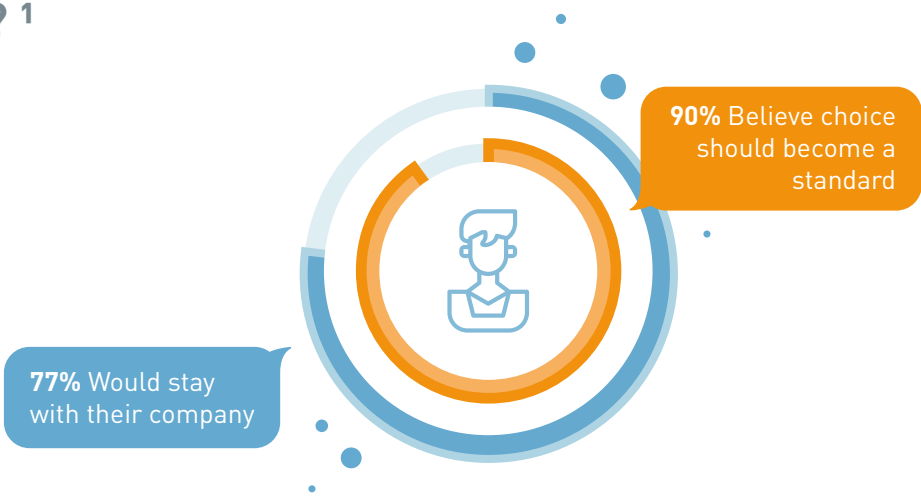 ? 1
90% Believe choice
should become a
standard
77% Would stay
with their company